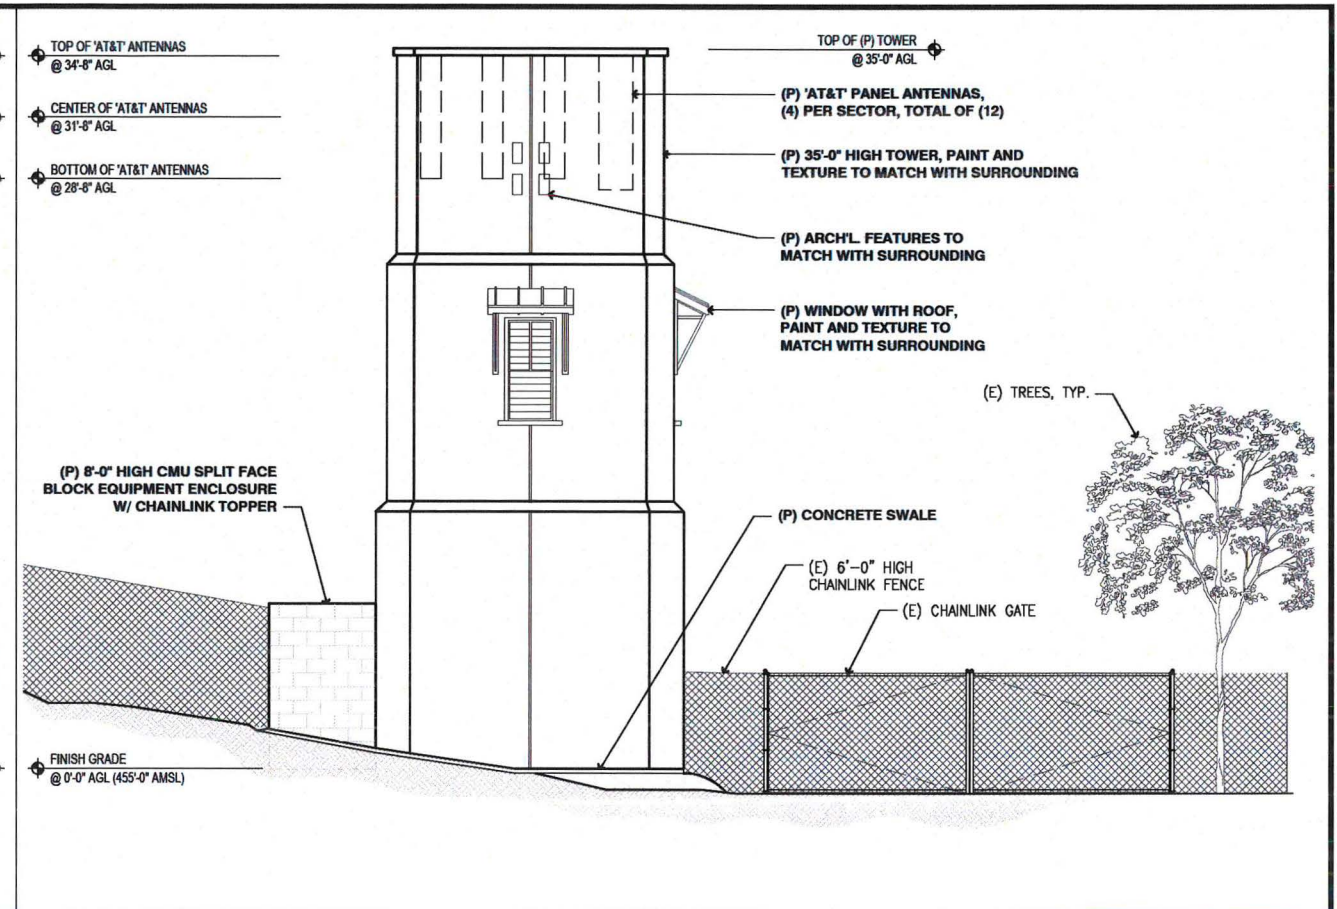 TOP OF 'AT&T' ANTENNAS
@ 34'-8" AGL
CENTER OF 'AT&T' ANTENNAS
@ 31'-8" AGL
BOTTOM OF 'AT&T' ANTENNAS
@ 28'-8" AGL
TOP OF (P) TOWER
@ 35'-0" AGL
(P) 'AT&T' PANEL ANTENNAS,
(4) PER SECTOR, TOTAL OF (12)
(P) 35'-0" HIGH TOWER, PAINT AND
TEXTURE TO MATCH WITH SURROUNDING
(P) ARCH'L. FEATURES TO
MATCH WITH SURROUNDING
(P) WINDOW WITH ROOF,
PAINT AND TEXTURE TO
MATCH WITH SURROUNDING
(E) TREES, TYP.
(P) 8'-0" HIGH CMU SPLIT FACE
BLOCK EQUIPMENT ENCLOSURE
W/ CHAINLINK TOPPER
(P) CONCRETE SWALE
(E) 6'-0" HIGH
CHAINLINK FENCE
(E) CHAINLINK GATE
FINISH GRADE
@ 0'-0" AGL (455'-0" AMSL)